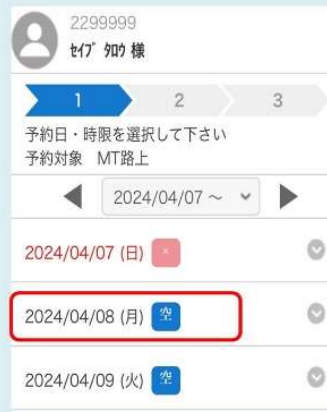 2299999
ｾｲﾌﾞ ﾀﾛｳ 様
1 2 3
予約日・時限を選択して下さい
予約対象 MT路上
◀ 2024/04/07 ～ ▶
2024/04/07 (日) ×
2024/04/08 (月) 空
2024/04/09 (火) 空